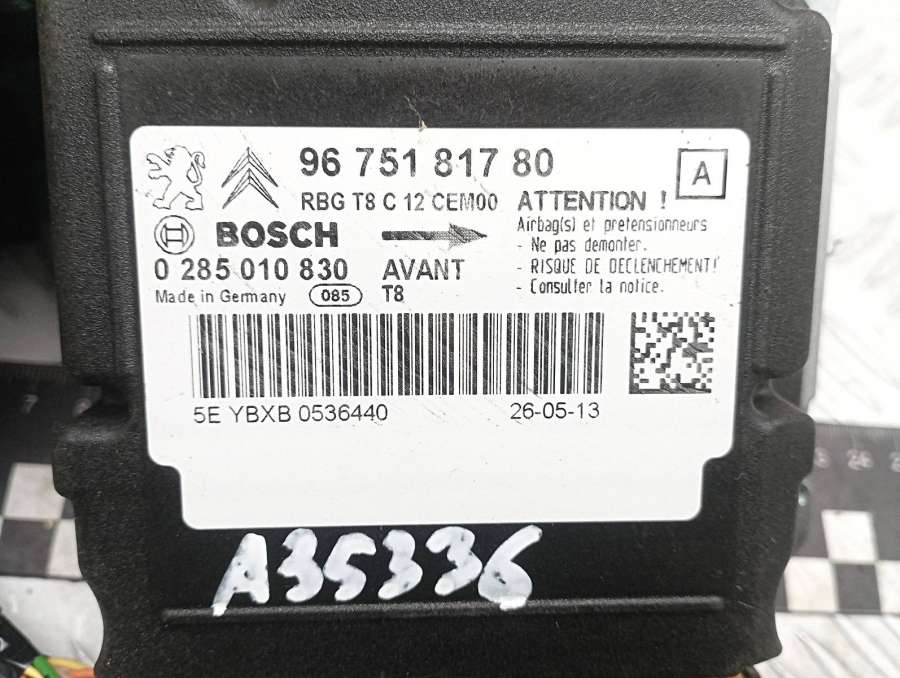 96 751 817 80
A
RBG T8 C 12 CEM00
ATTENTION !
Airbag(s) et pretensionneurs
- Ne pas demonter.
- RISQUE DE DECLENCHEMENT!
- Consulter la notice.
BOSCH
0 285 010 830 AVANT
Made in Germany 085 T8
5E YBXB 0536440 26-05-13
A35336